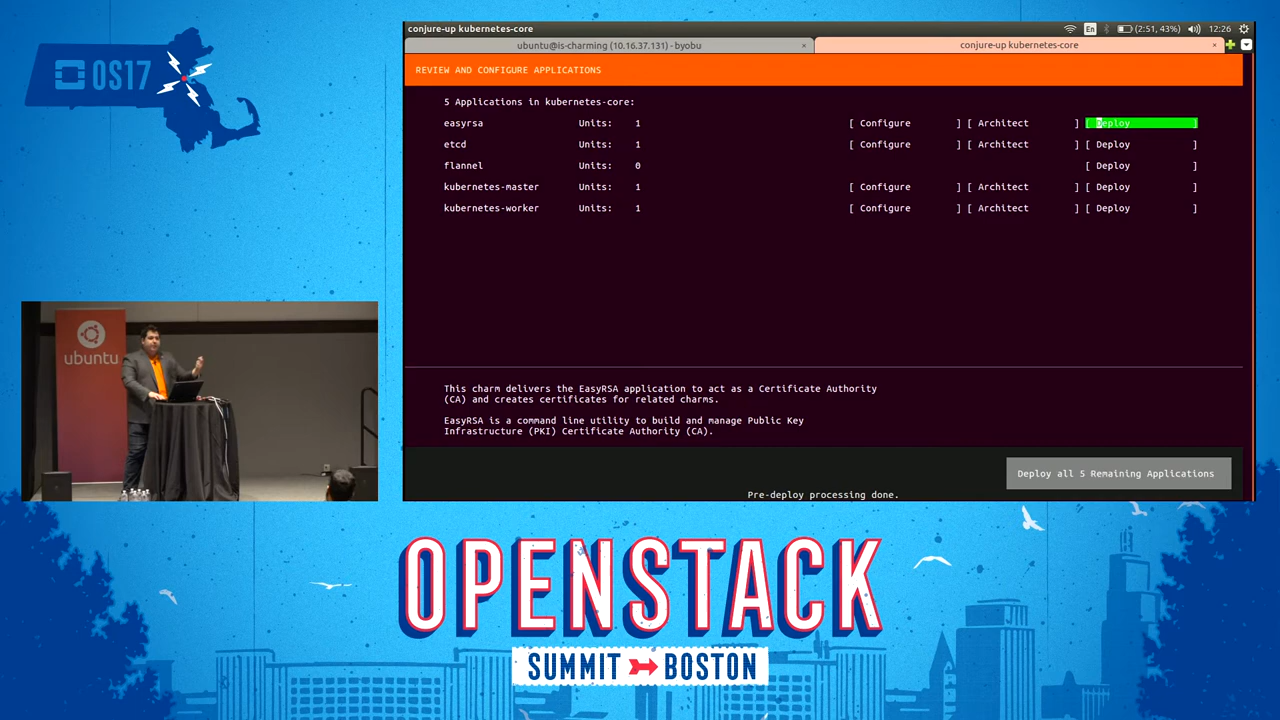 OS17
conjure-up kubernetes-core
En
(2:51, 43%)
12:26
ubuntu@is-charming (10.16.37.131) - byobu
×
conjure-up kubernetes-core
×
REVIEW AND CONFIGURE APPLICATIONS
5 Applications in kubernetes-core:
easyrsa Units: 1 [ Configure ] [ Architect ] [ Deploy ]
etcd Units: 1 [ Configure ] [ Architect ] [ Deploy ]
flannel Units: 0 [ Deploy ]
kubernetes-master Units: 1 [ Configure ] [ Architect ] [ Deploy ]
kubernetes-worker Units: 1 [ Configure ] [ Architect ] [ Deploy ]
This charm delivers the EasyRSA application to act as a Certificate Authority
(CA) and creates certificates for related charms.
EasyRSA is a command line utility to build and manage Public Key
Infrastructure (PKI) Certificate Authority (CA).
Deploy all 5 Remaining Applications
Pre-deploy processing done.
ubuntu
OPENSTACK
SUMMIT BOSTON